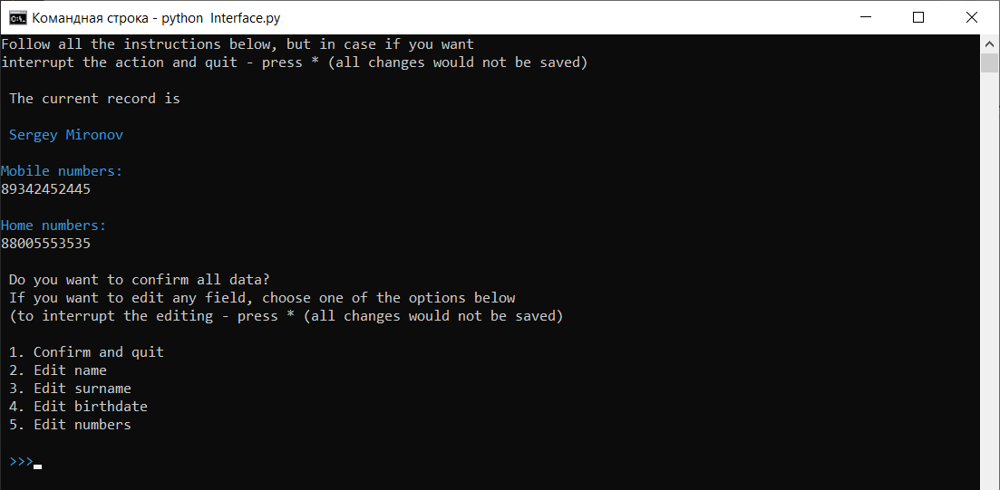 Командная строка - python Interface.py
Follow all the instructions below, but in case if you want
interrupt the action and quit - press * (all changes would not be saved)
The current record is
Sergey Mironov
Mobile numbers:
89342452445
Home numbers:
88005553535
Do you want to confirm all data?
If you want to edit any field, choose one of the options below
(to interrupt the editing - press * (all changes would not be saved)
1. Confirm and quit
2. Edit name
3. Edit surname
4. Edit birthdate
5. Edit numbers
>>>